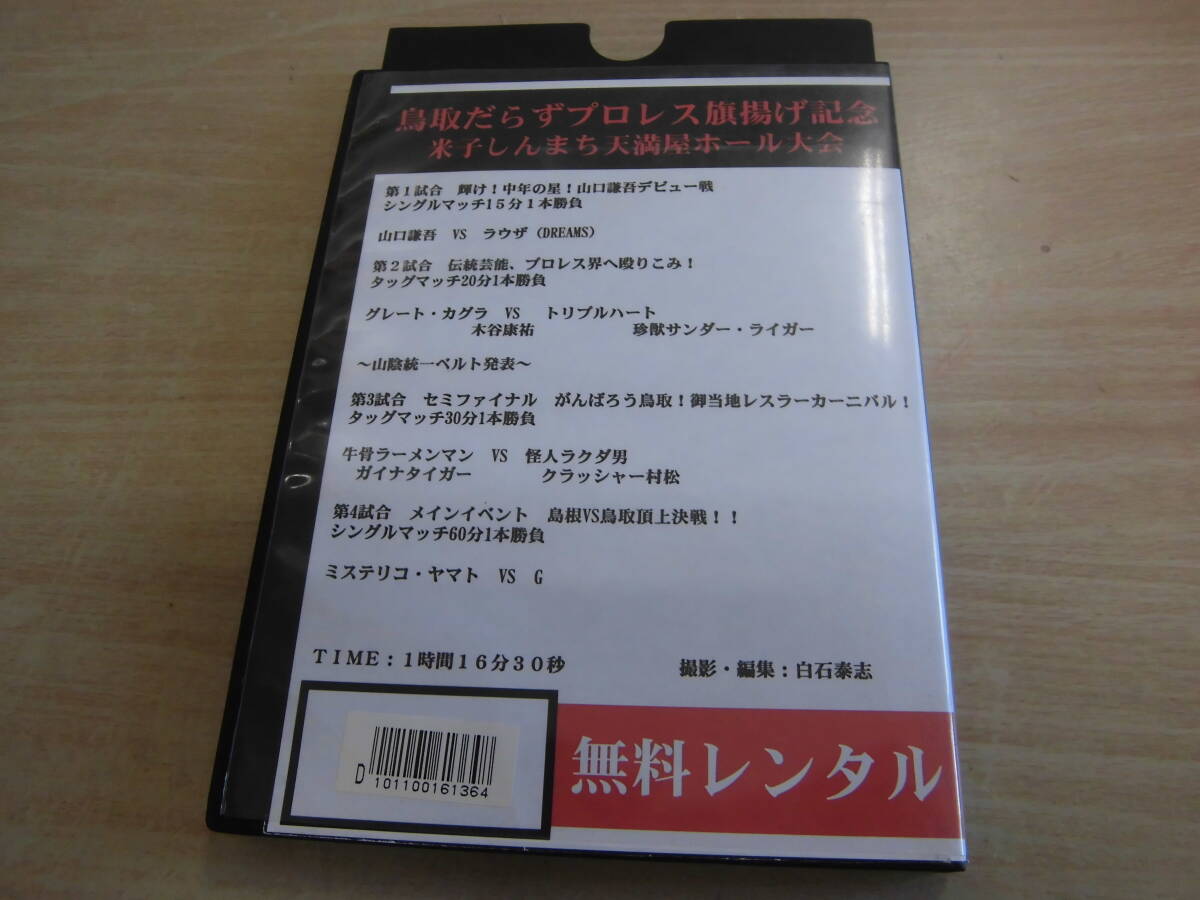 鳥取だらずプロレス旗揚げ記念
米子しんまち天満屋ホール大会
第1試合　輝け！中年の星！山口謙吾デビュー戦
シングルマッチ15分１本勝負
山口謙吾　VS　ラウザ（DREAMS）
第２試合　伝統芸能、プロレス界へ殴りこみ！
タッグマッチ20分1本勝負
グレート・カグラ　VS　トリプルハート
木谷康祐　珍獣サンダー・ライガー
～山陰統一ベルト発表～
第3試合　セミファイナル　がんばろう鳥取！御当地レスラーカーニバル！
タッグマッチ30分1本勝負
牛骨ラーメンマン　VS　怪人ラクダ男
ガイナタイガー　クラッシャー村松
第4試合　メインイベント　島根VS鳥取頂上決戦！！
シングルマッチ60分1本勝負
ミステリコ・ヤマト　VS　G
ＴＩＭＥ：１時間１６分３０秒　撮影・編集：白石泰志
D 101100161364
無料レンタル